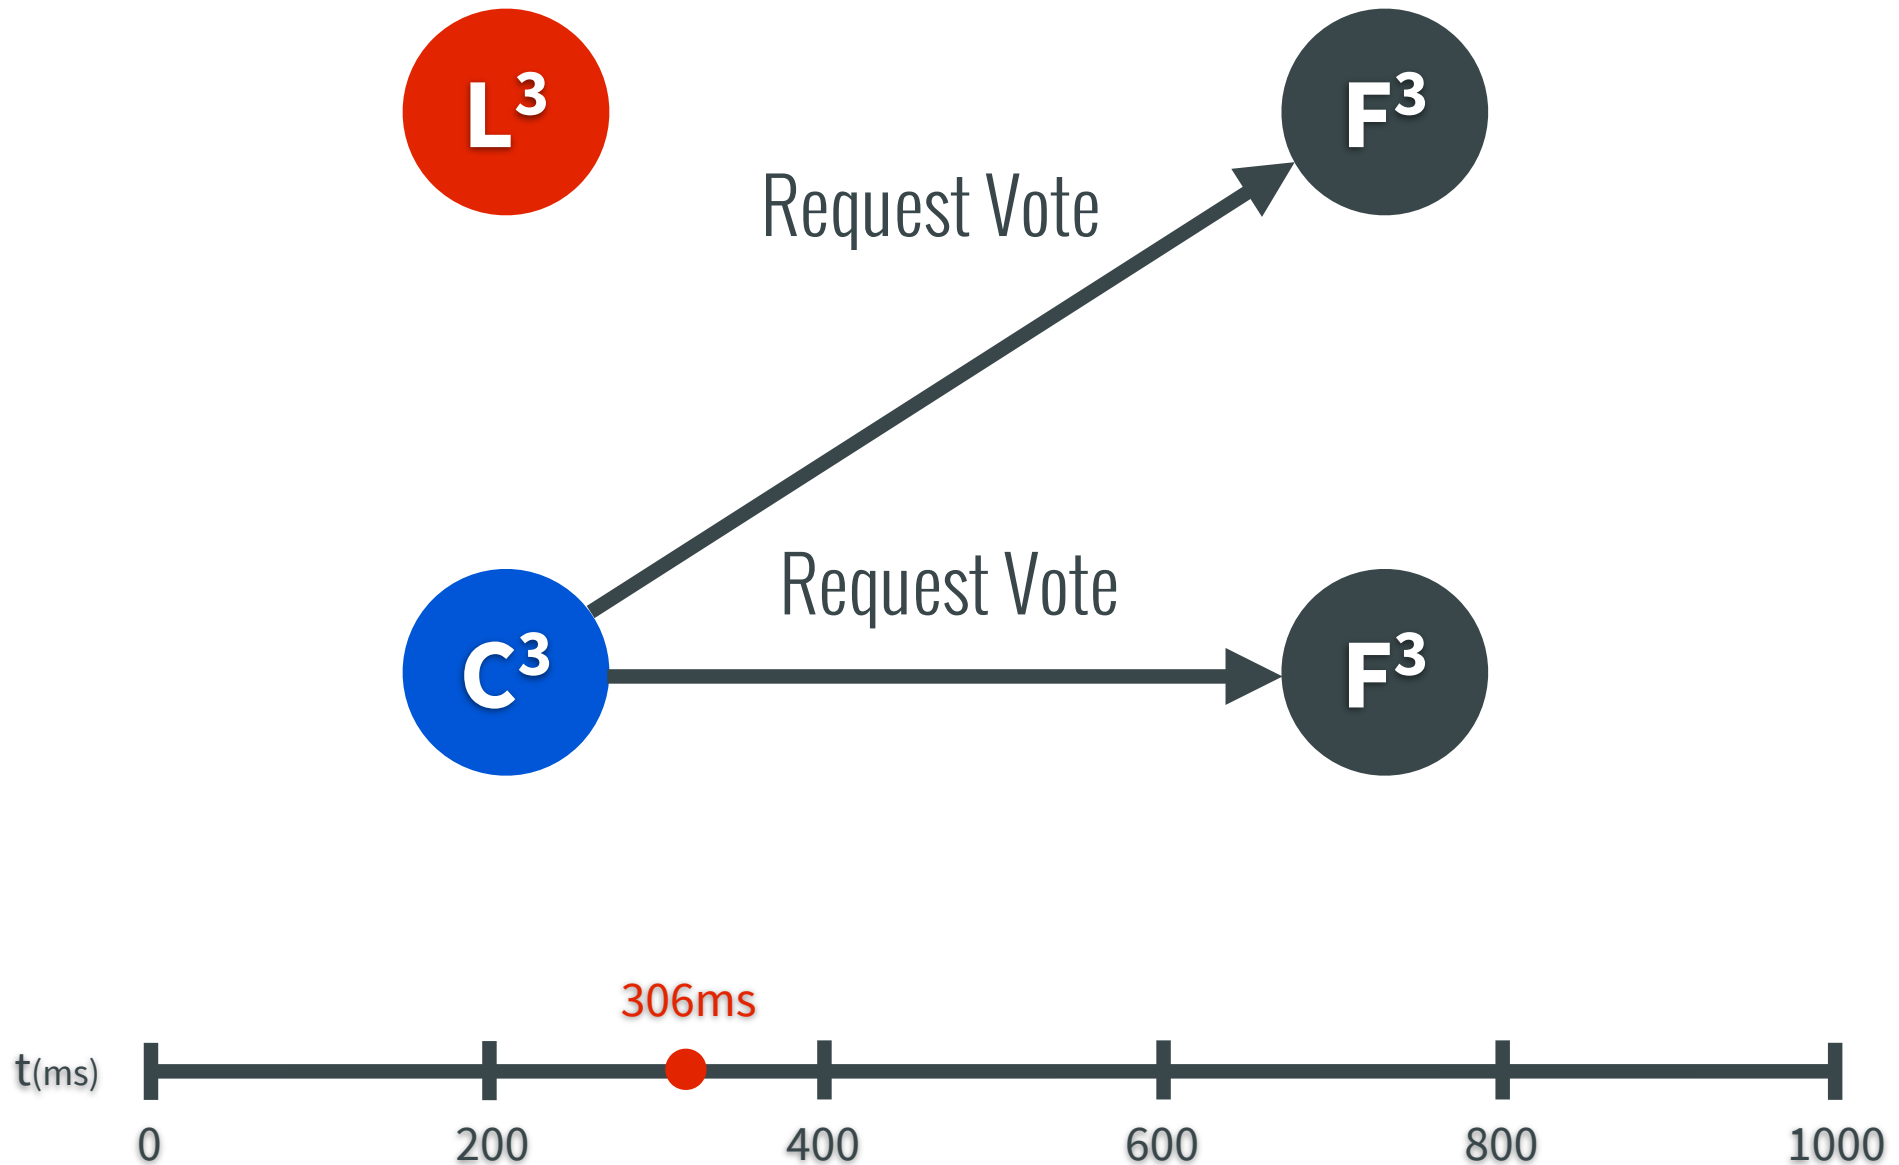 L³
F³
Request Vote
Request Vote
C³
F³
306ms
t(ms)
0 200 400 600 800 1000